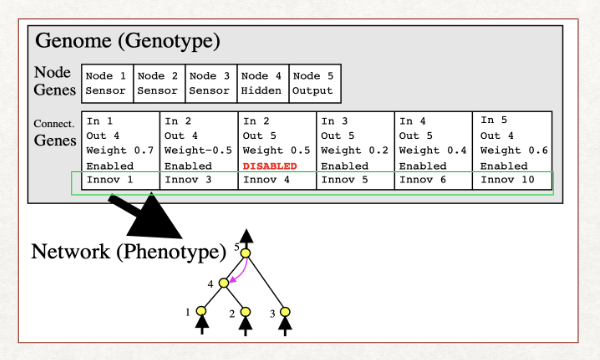 Genome (Genotype)
Node Genes
Node 1 Sensor
Node 2 Sensor
Node 3 Sensor
Node 4 Hidden
Node 5 Output
Connect. Genes
In 1
Out 4
Weight 0.7
Enabled
Innov 1
In 2
Out 4
Weight-0.5
Enabled
Innov 3
In 2
Out 5
Weight 0.5
DISABLED
Innov 4
In 3
Out 5
Weight 0.2
Enabled
Innov 5
In 4
Out 5
Weight 0.4
Enabled
Innov 6
In 5
Out 4
Weight 0.6
Enabled
Innov 10
Network (Phenotype)
5
4
1
2
3